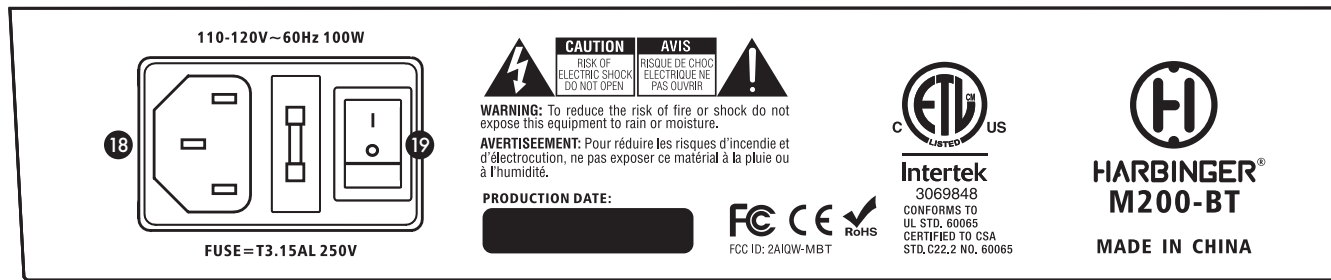 110-120V~60Hz 100W
18
I
O
19
FUSE=T3.15AL 250V
CAUTION
RISK OF
ELECTRIC SHOCK
DO NOT OPEN
AVIS
RISQUE DE CHOC
ELECTRIQUE NE
PAS OUVRIR
WARNING: To reduce the risk of fire or shock do not
expose this equipment to rain or moisture.
AVERTISEEMENT: Pour réduire les risques d'incendie et
d'électrocution, ne pas exposer ce matérial à la pluie ou
à l'humidité.
PRODUCTION DATE:
FC CE RoHS
FCC ID: 2AIQW-MBT
ETL CM
C US
LISTED
Intertek
3069848
CONFORMS TO
UL STD. 60065
CERTIFIED TO CSA
STD. C22.2 NO. 60065
H
HARBINGER®
M200-BT
MADE IN CHINA